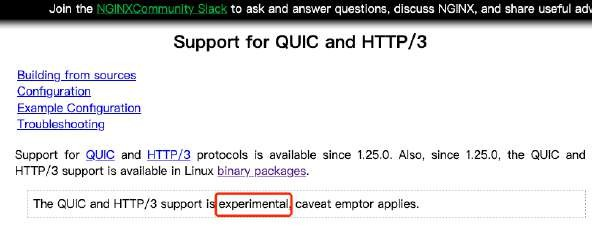 Join the NGINXCommunity Slack to ask and answer questions, discuss NGINX, and share useful
Support for QUIC and HTTP/3
Building from sources
Configuration
Example Configuration
Troubleshooting
Support for QUIC and HTTP/3 protocols is available since 1.25.0. Also, since 1.25.0, the QUIC and
HTTP/3 support is available in Linux binary packages.
The QUIC and HTTP/3 support is experimental, caveat emptor applies.